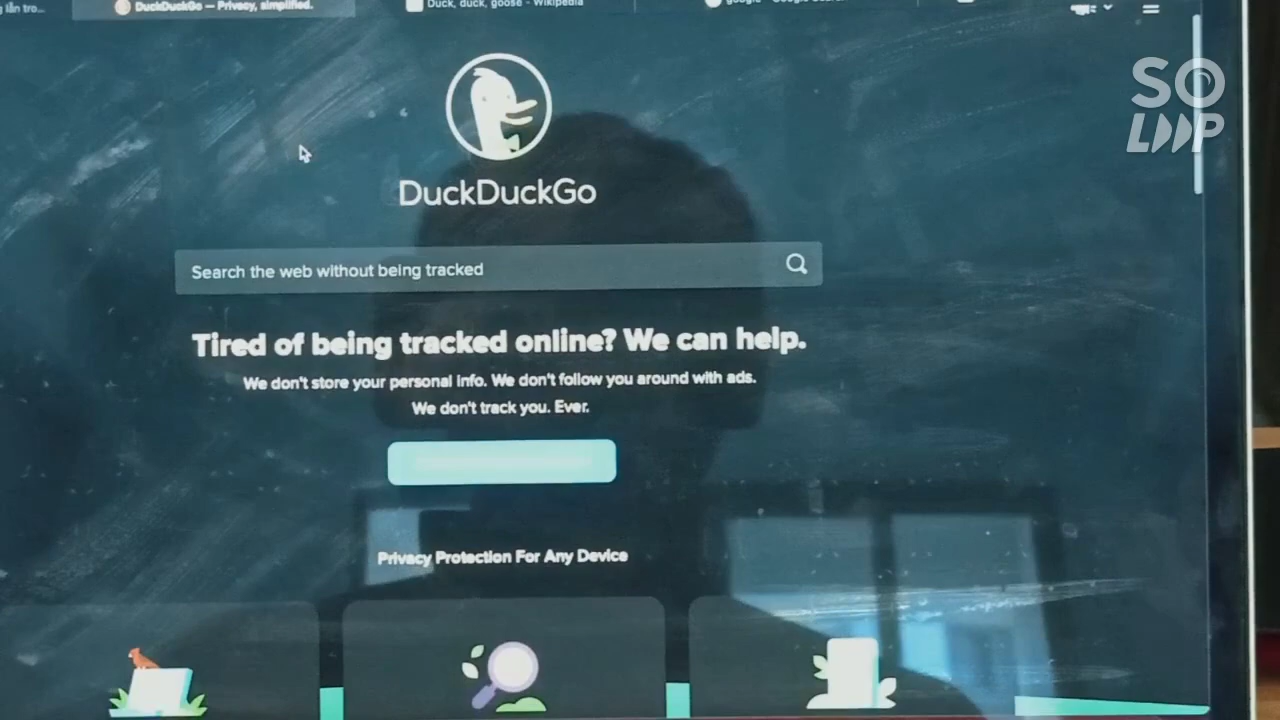 DuckDuckGo — Privacy, simplified.
Duck, duck, goose - Wikipedia
SO
LOOP
DuckDuckGo
Search the web without being tracked
Tired of being tracked online? We can help.
We don't store your personal info. We don't follow you around with ads.
We don't track you. Ever.
Privacy Protection For Any Device